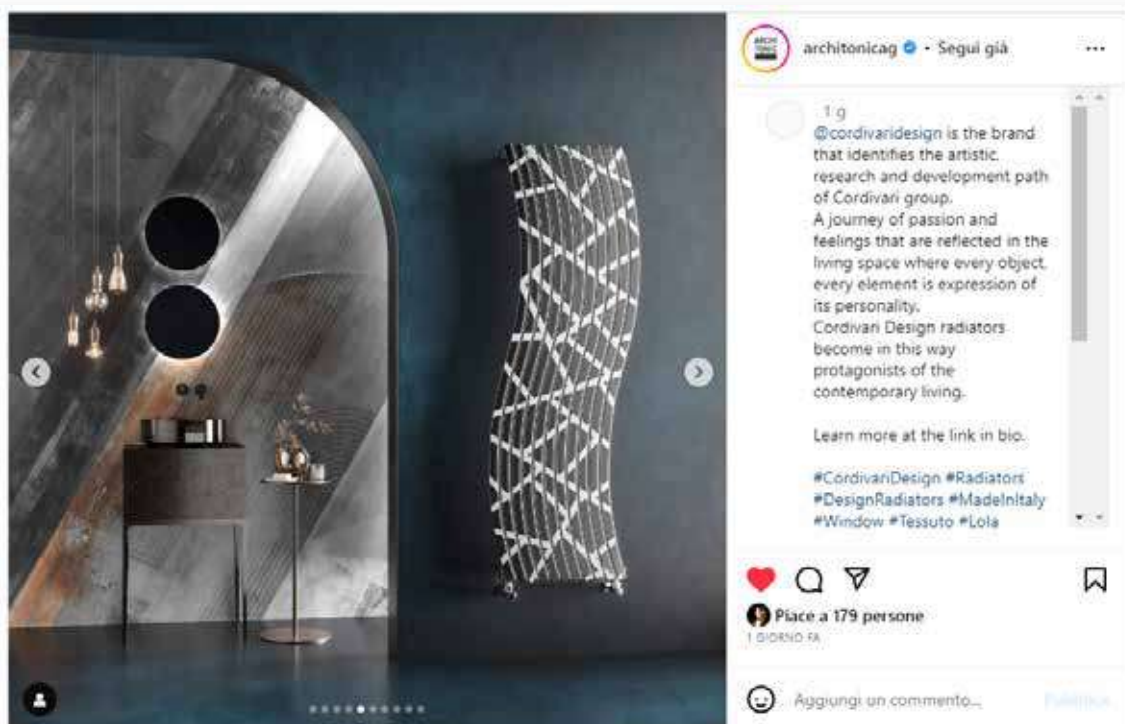 ARCHI
TONIC
architonicag • Segui già
1 g
@cordivaridesign is the brand
that identifies the artistic
research and development path
of Cordivari group.
A journey of passion and
feelings that are reflected in the
living space where every object,
every element is expression of
its personality.
Cordivari Design radiators
become in this way
protagonists of the
contemporary living.
Learn more at the link in bio.
#CordivariDesign #Radiators
#DesignRadiators #MadeInItaly
#Window #Tessuto #Lola
Piace a 179 persone
1 GIORNO FA
Aggiungi un commento...